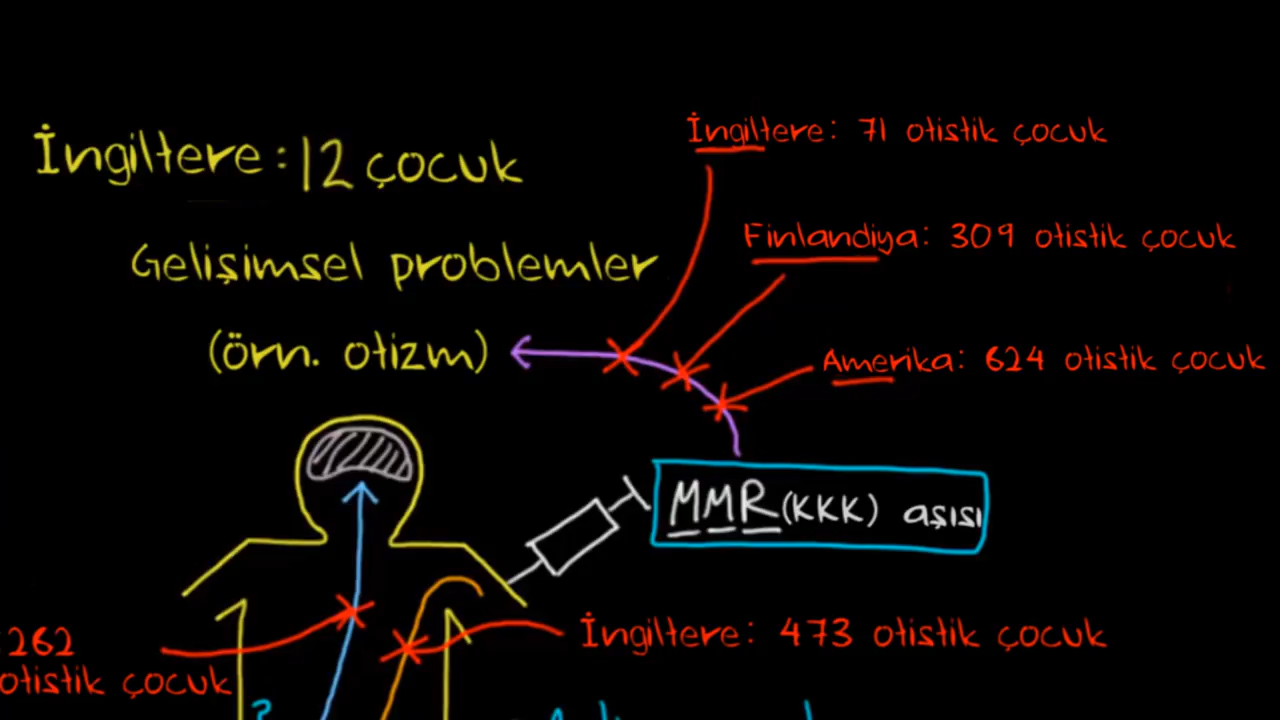 İngiltere: 12 çocuk
Gelişimsel problemler
(örn. otizm)
İngiltere: 71 otistik çocuk
Finlandiya: 309 otistik çocuk
Amerika: 624 otistik çocuk
MMR (KKK) aşısı
İngiltere: 473 otistik çocuk
: 262
otistik çocuk
?